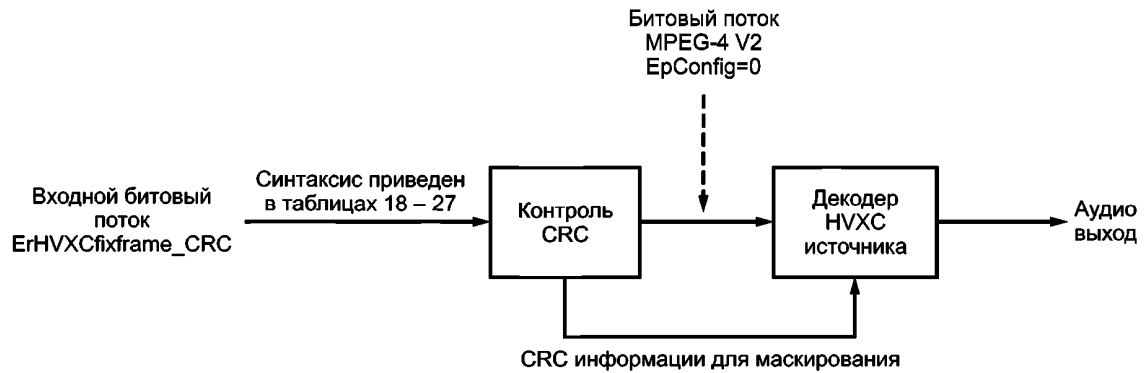 Битовый поток
MPEG-4 V2
EpConfig=0
Входной битовый
поток
ErHVXCfixframe_CRC
Синтаксис приведен
в таблицах 18 – 27
Контроль
CRC
Декодер
HVXC
источника
Аудио
выход
CRC информации для маскирования